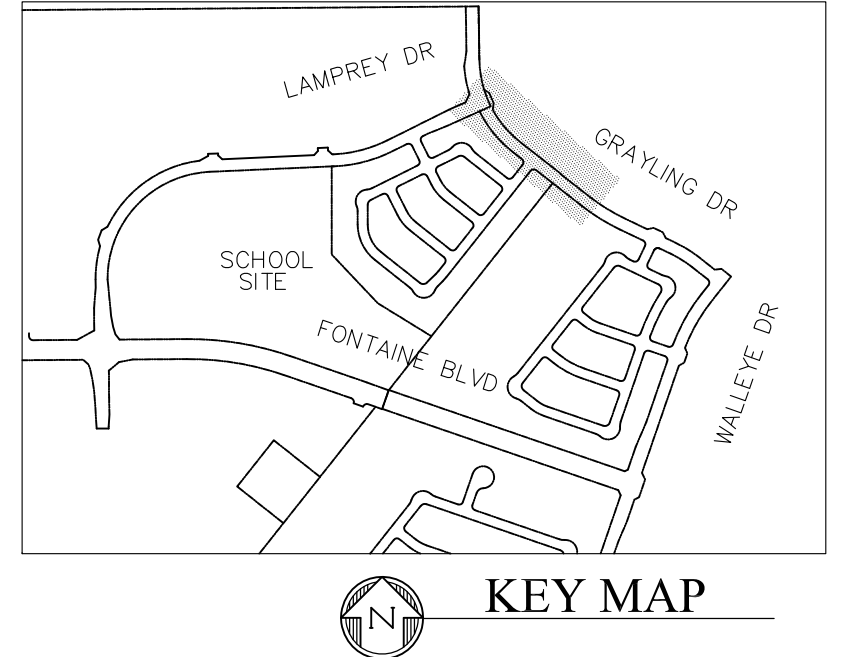 LAMPREY DR
GRAYLING DR
SCHOOL
SITE
FONTAINE BLVD
WALLEYE DR
N
KEY MAP